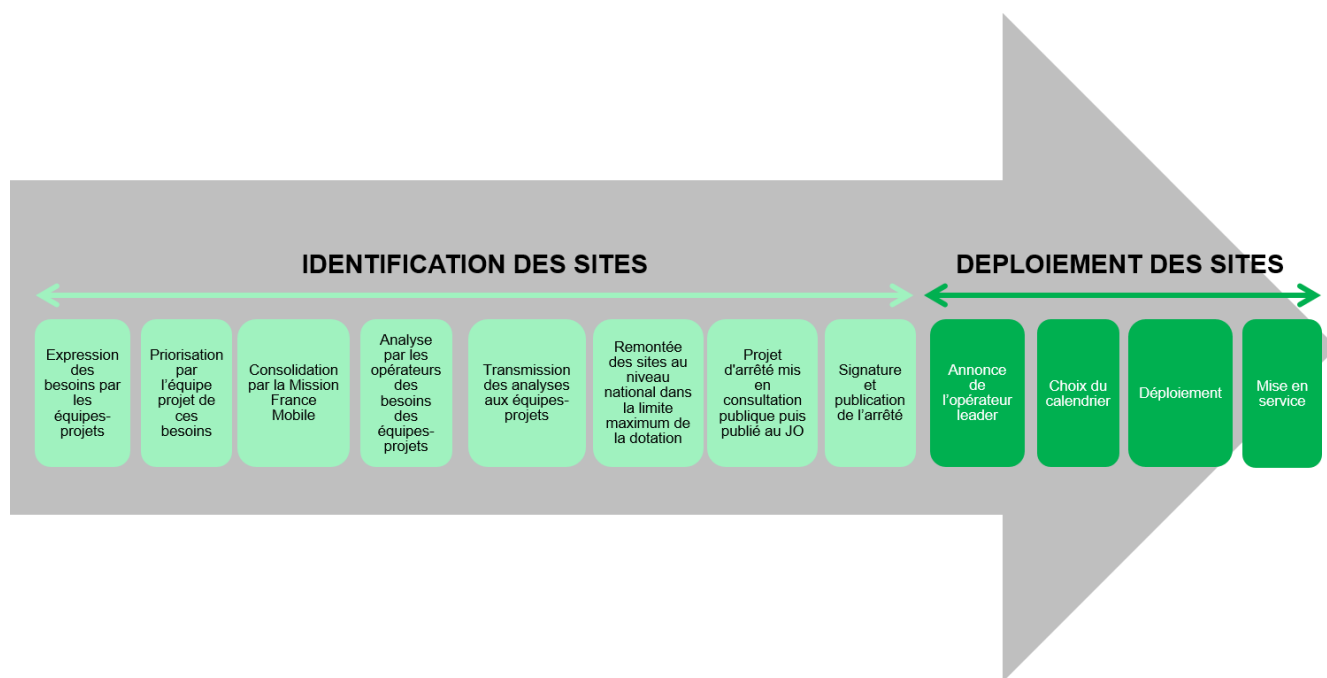 IDENTIFICATION DES SITES
DEPLOIEMENT DES SITES
Expression
des
besoins par
les
équipes-
projets
Priorisation
par
l'équipe
projet de
ces
besoins
Consolidation
par la Mission
France
Mobile
Analyse
par les
opérateurs
des
besoins
des
équipes-
projets
Transmission
des analyses
aux équipes-
projets
Remontée
des sites au
niveau
national dans
la limite
maximum de
la dotation
Projet
d'arrêté mis
en
consultation
publique puis
publié au JO
Signature
et
publication
de l'arrêté
Annonce
de
l'opérateur
leader
Choix du
calendrier
Déploiement
Mise en
service